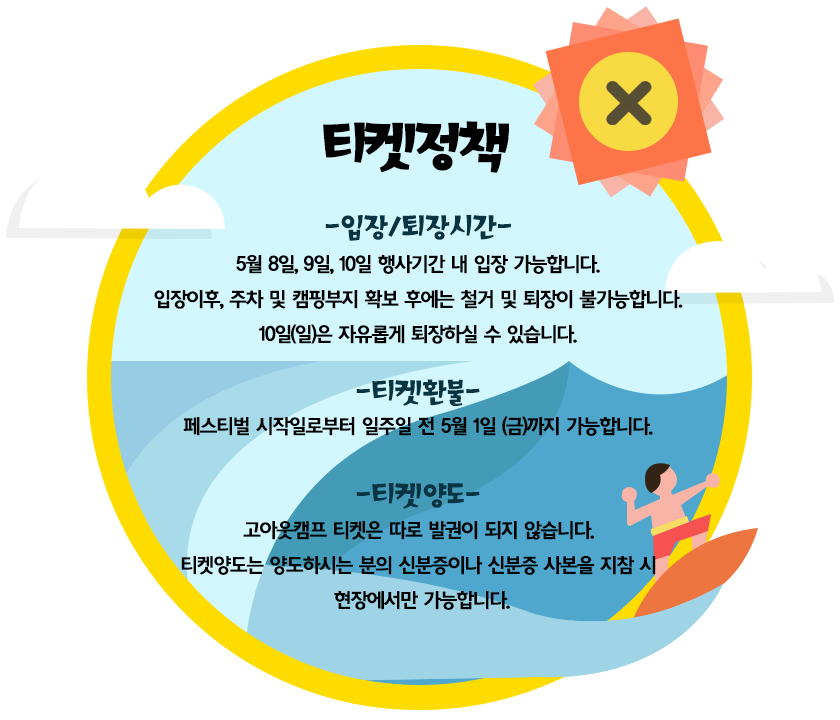 티켓정책
-입장/퇴장시간-
5월 8일, 9일, 10일 행사기간 내 입장 가능합니다.
입장이후, 주차 및 캠핑부지 확보 후에는 철거 및 퇴장이 불가능합니다.
10일(일)은 자유롭게 퇴장하실 수 있습니다.
-티켓환불-
페스티벌 시작일로부터 일주일 전 5월 1일 (금)까지 가능합니다.
-티켓양도-
고아웃캠프 티켓은 따로 발권이 되지 않습니다.
티켓양도는 양도하시는 분의 신분증이나 신분증 사본을 지참 시
현장에서만 가능합니다.